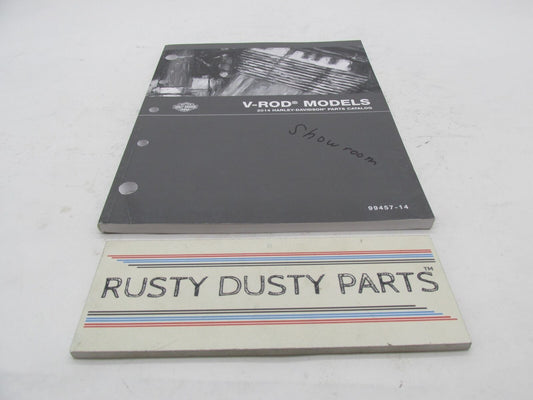 V-ROD® MODELS
2014 HARLEY-DAVIDSON® PARTS CATALOG
Showroom
99457-14
RUSTY DUSTY PARTS™